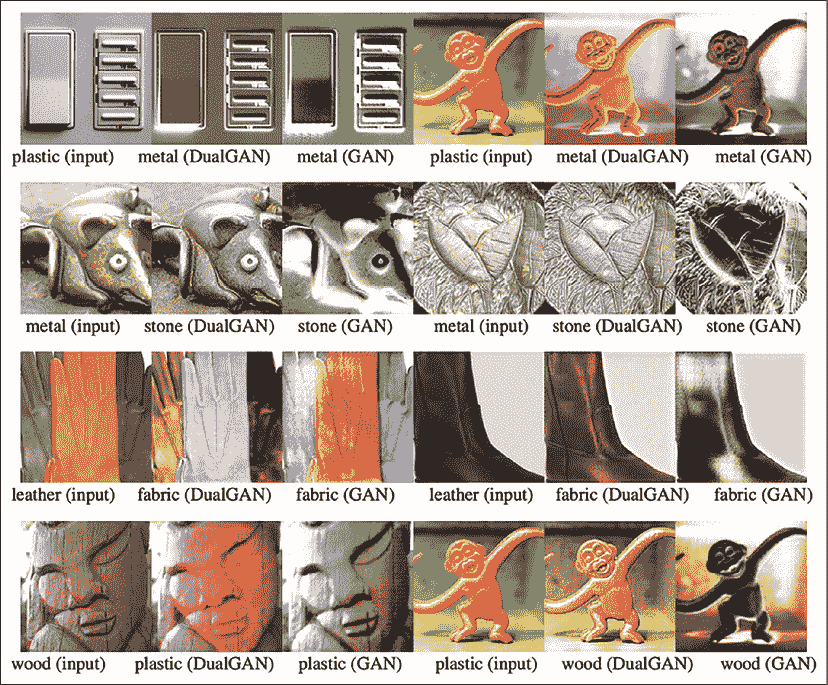 plastic (input) metal (DualGAN) metal (GAN) plastic (input) metal (DualGAN) metal (GAN)
metal (input) stone (DualGAN) stone (GAN) metal (input) stone (DualGAN) stone (GAN)
leather (input) fabric (DualGAN) fabric (GAN) leather (input) fabric (DualGAN) fabric (GAN)
wood (input) plastic (DualGAN) plastic (GAN) plastic (input) wood (DualGAN) wood (GAN)